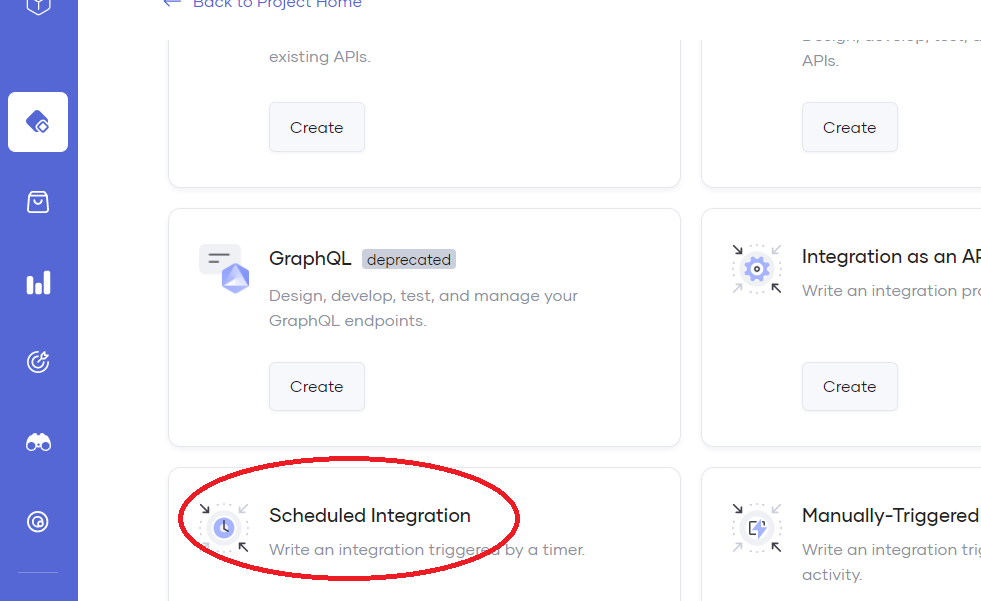 Back to Project Home
existing APIs.
Create
Design, develop, test, a
APIs.
Create
GraphQL deprecated
Design, develop, test, and manage your
GraphQL endpoints.
Create
Integration as an AP
Write an integration pro
Create
Scheduled Integration
Write an integration triggered by a timer.
Manually-Triggered
Write an integration trig
activity.